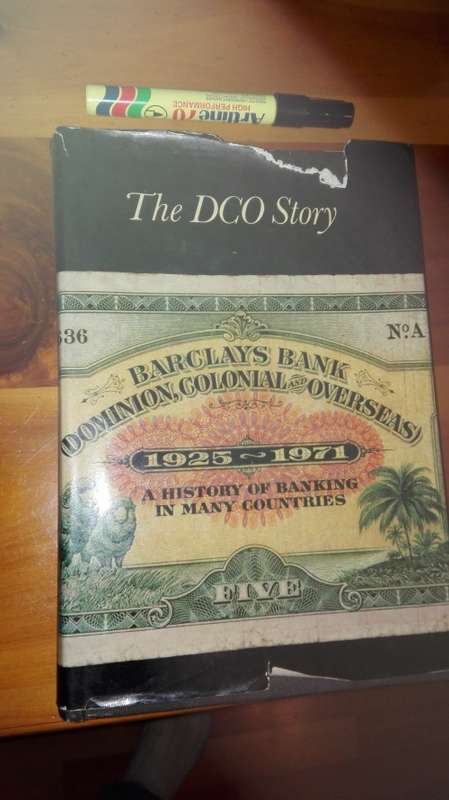 Artline 70
HIGH PERFORMANCE
The DCO Story
336 No.A
BARCLAYS BANK
(DOMINION, COLONIAL AND OVERSEAS)
1925~1971
A HISTORY OF BANKING
IN MANY COUNTRIES
FIVE